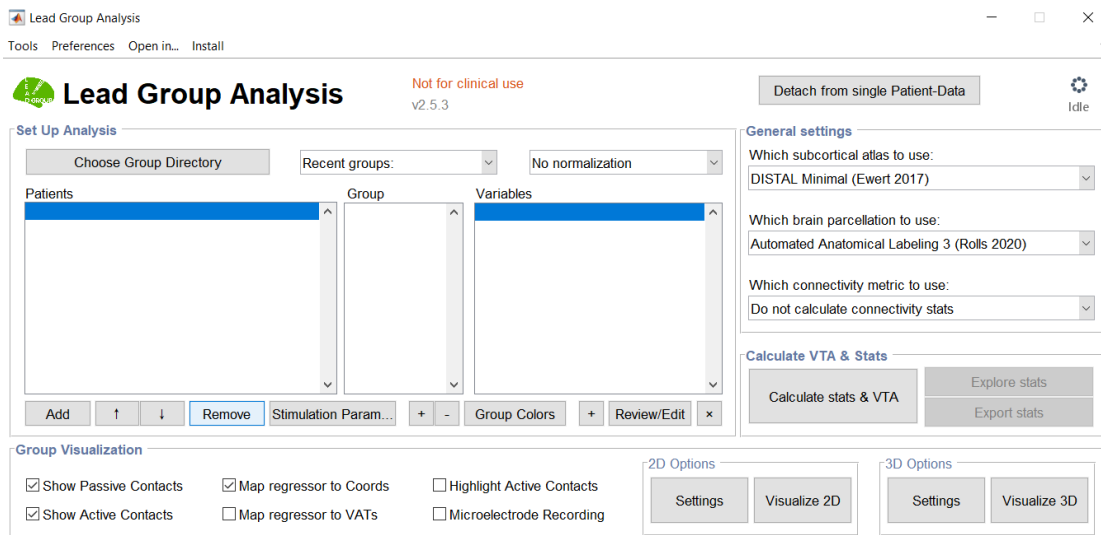 Lead Group Analysis
Tools Preferences Open in... Install
LEAD GROUP
Lead Group Analysis
Not for clinical use
v2.5.3
Detach from single Patient-Data
Idle
Set Up Analysis
Choose Group Directory
Recent groups:
No normalization
Patients
Group
Variables
Add
↑
↓
Remove
Stimulation Param...
+
-
Group Colors
+
Review/Edit
×
General settings
Which subcortical atlas to use:
DISTAL Minimal (Ewert 2017)
Which brain parcellation to use:
Automated Anatomical Labeling 3 (Rolls 2020)
Which connectivity metric to use:
Do not calculate connectivity stats
Calculate VTA & Stats
Calculate stats & VTA
Explore stats
Export stats
Group Visualization
Show Passive Contacts
Map regressor to Coords
Highlight Active Contacts
Show Active Contacts
Map regressor to VATs
Microelectrode Recording
2D Options
Settings
Visualize 2D
3D Options
Settings
Visualize 3D